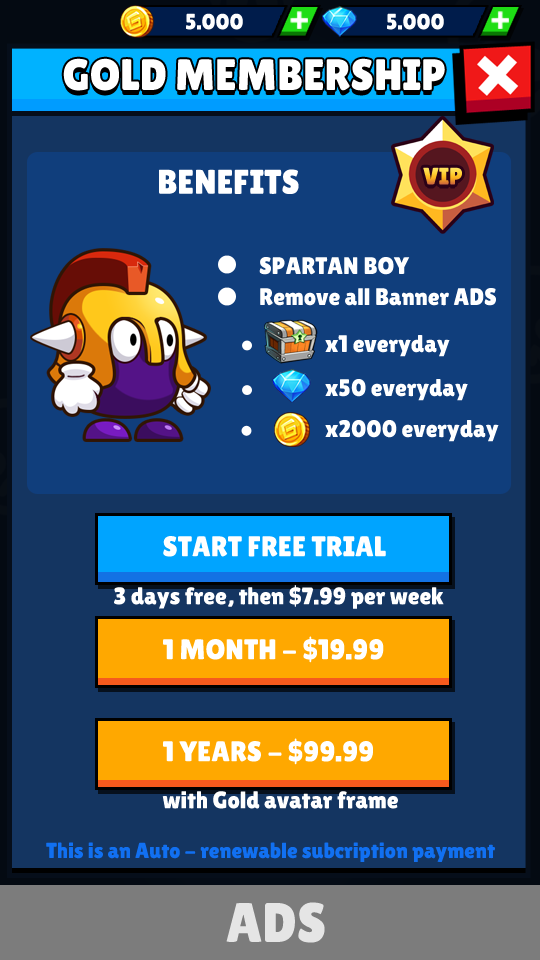 5.000 5.000
GOLD MEMBERSHIP
BENEFITS
VIP
SPARTAN BOY
Remove all Banner ADS
x1 everyday
x50 everyday
x2000 everyday
START FREE TRIAL
3 days free, then $7.99 per week
1 MONTH - $19.99
1 YEARS - $99.99
with Gold avatar frame
This is an Auto - renewable subcription payment
ADS